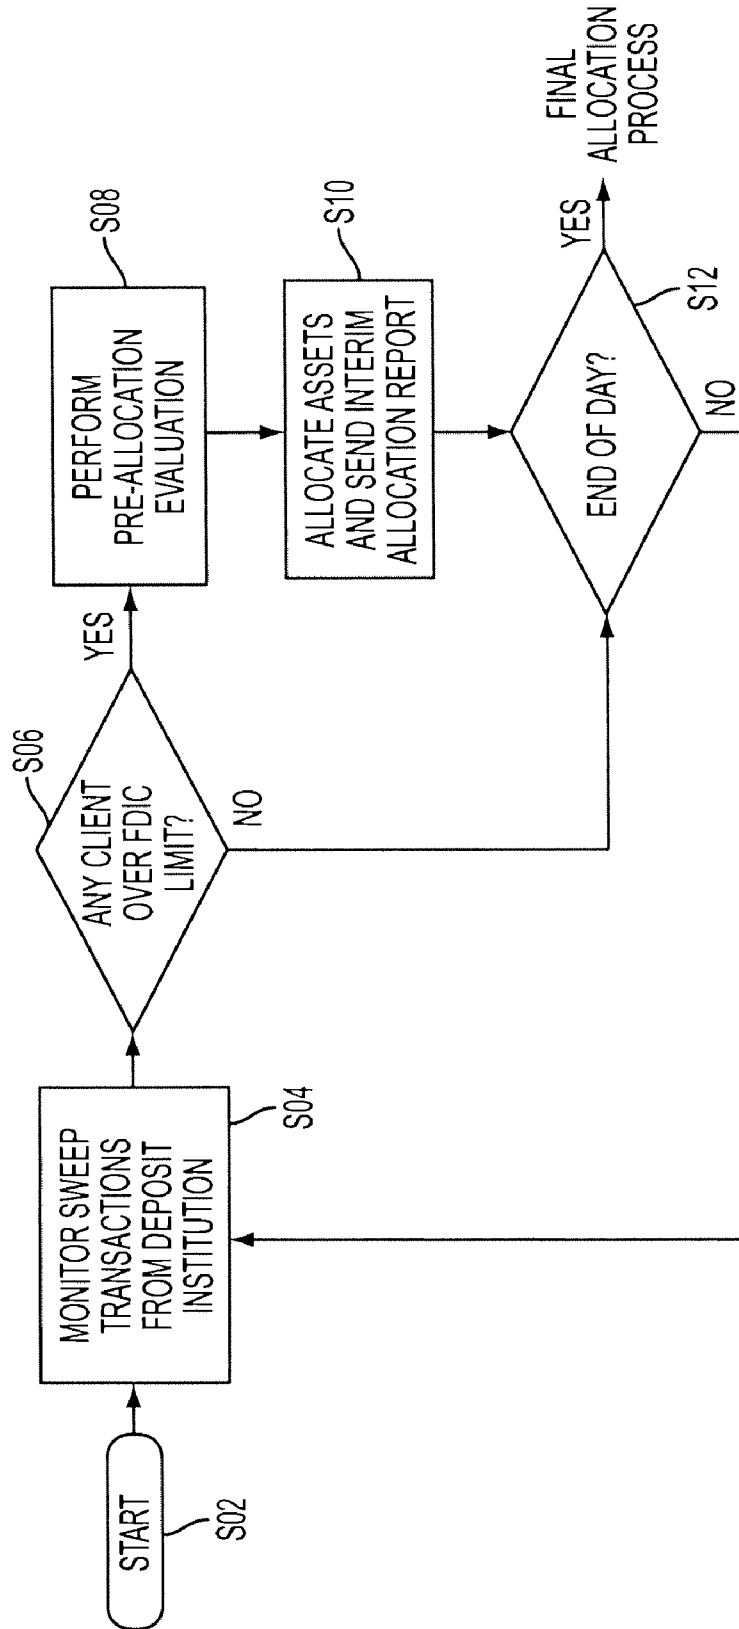 START
S02
MONITOR SWEEP
TRANSACTIONS
FROM DEPOSIT
INSTITUTION
S04
ANY CLIENT
OVER FDIC
LIMIT?
S06
YES
NO
PERFORM
PRE-ALLOCATION
EVALUATION
S08
ALLOCATE ASSETS
AND SEND INTERIM
ALLOCATION REPORT
S10
END OF DAY?
S12
YES
NO
FINAL
ALLOCATION
PROCESS